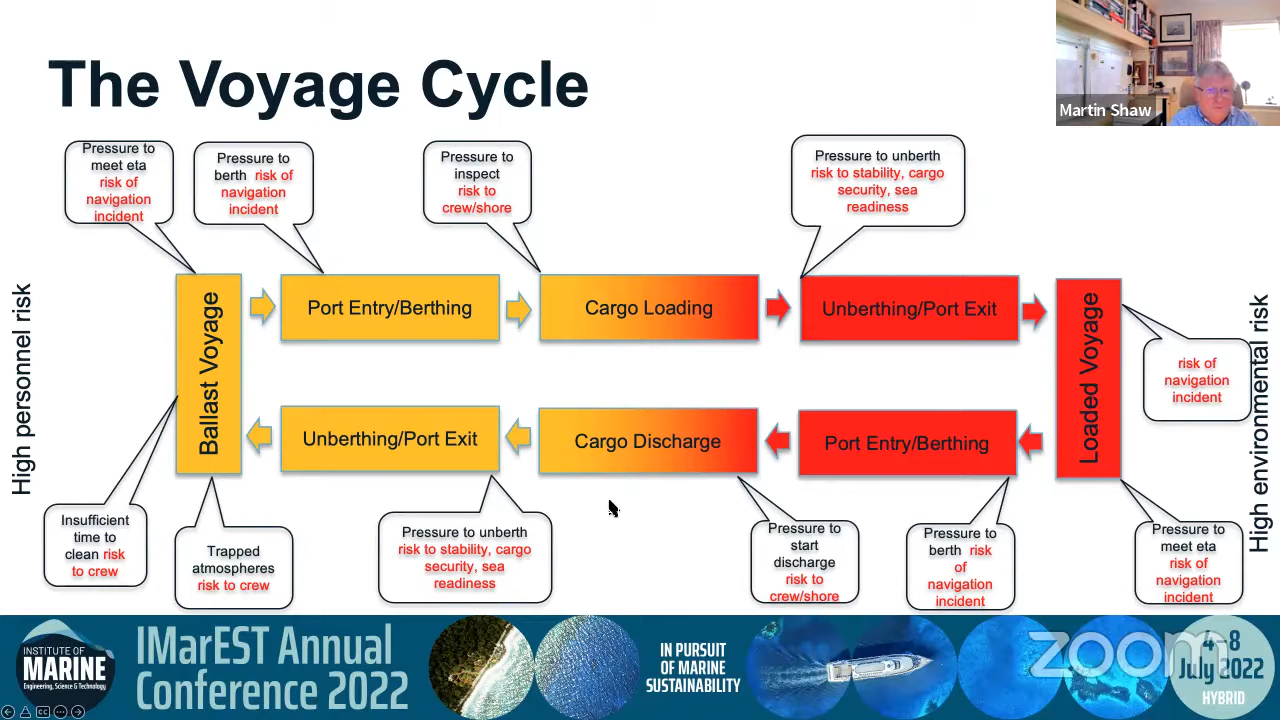 The Voyage Cycle
Martin Shaw
Pressure to
meet eta
risk of
navigation
incident
Pressure to
berth risk of
navigation
incident
Pressure to
inspect
risk to
crew/shore
Pressure to unberth
risk to stability, cargo
security, sea
readiness
High personnel risk
Ballast Voyage
Port Entry/Berthing
Cargo Loading
Unberthing/Port Exit
Loaded Voyage
risk of
navigation
incident
High environmental risk
Unberthing/Port Exit
Cargo Discharge
Port Entry/Berthing
Insufficient
time to
clean risk
to crew
Trapped
atmospheres
risk to crew
Pressure to unberth
risk to stability, cargo
security, sea
readiness
Pressure to
start
discharge
risk to
crew/shore
Pressure to
berth risk
of
navigation
incident
Pressure to
meet eta
risk of
navigation
incident
INSTITUTE OF
MARINE
Engineering, Science & Technology
IMarEST Annual
Conference 2022
IN PURSUIT
OF MARINE
SUSTAINABILITY
zoom
4–8
July 2022
HYBRID